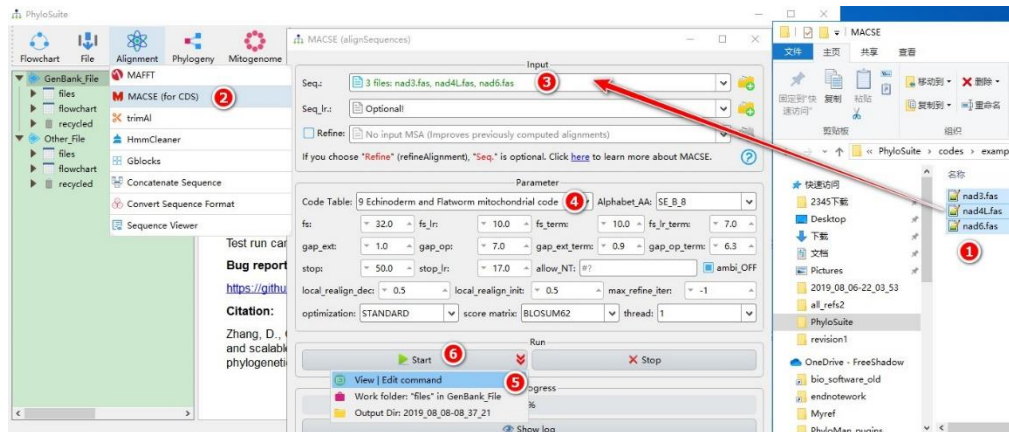 PhyloSuite
Flowchart File Alignment Phylogeny Mitogenome
GenBank_File
files
flowchart
recycled
Other_File
files
flowchart
recycled
MAFFT
MACSE (for CDS) 2
trimAl
HmmCleaner
Gblocks
Concatenate Sequence
Convert Sequence Format
Sequence Viewer
Test run can
Bug report
https://githu
Citation:
Zhang, D.,
and scalabl
phylogeneti
MACSE (alignSequences)
Input
Seq.: 3 files: nad3.fas, nad4L.fas, nad6.fas 3
Seq_lr.: Optional!
Refine: No input MSA (Improves previously computed alignments)
If you choose "Refine" (refineAlignment), "Seq." is optional. Click here to learn more about MACSE.
Parameter
Code Table: 9 Echinoderm and Flatworm mitochondrial code 4 Alphabet_AA: SE_B_8
fs: 32.0 fs_lr: 10.0 fs_term: 10.0 fs_lr_term: 7.0
gap_ext: 1.0 gap_op: 7.0 gap_ext_term: 0.9 gap_op_term: 6.3
stop: 50.0 stop_lr: 17.0 allow_NT: #? ambi_OFF
local_realign_dec: 0.5 local_realign_init: 0.5 max_refine_iter: -1
optimization: STANDARD score matrix: BLOSUM62 thread: 1
Run
Start 6 Stop
View | Edit command 5
Work folder: "files" in GenBank_File
Output Dir: 2019_08_08-08_37_21
ogress
%
Show log
MACSE
文件 主页 共享 查看
固定到"快速访问" 复制 粘贴
移动到 删除
复制到 重命名
剪贴板 组织
« PhyloSuite › codes › examp
名称
nad3.fas
nad4L.fas
nad6.fas
1
快速访问
2345下载
Desktop
下载
文档
Pictures
2019_08_06-22_03_53
all_refs2
PhyloSuite
revision1
OneDrive - FreeShadow
bio_software_old
endnotework
Myref
PhyloMan_pugins